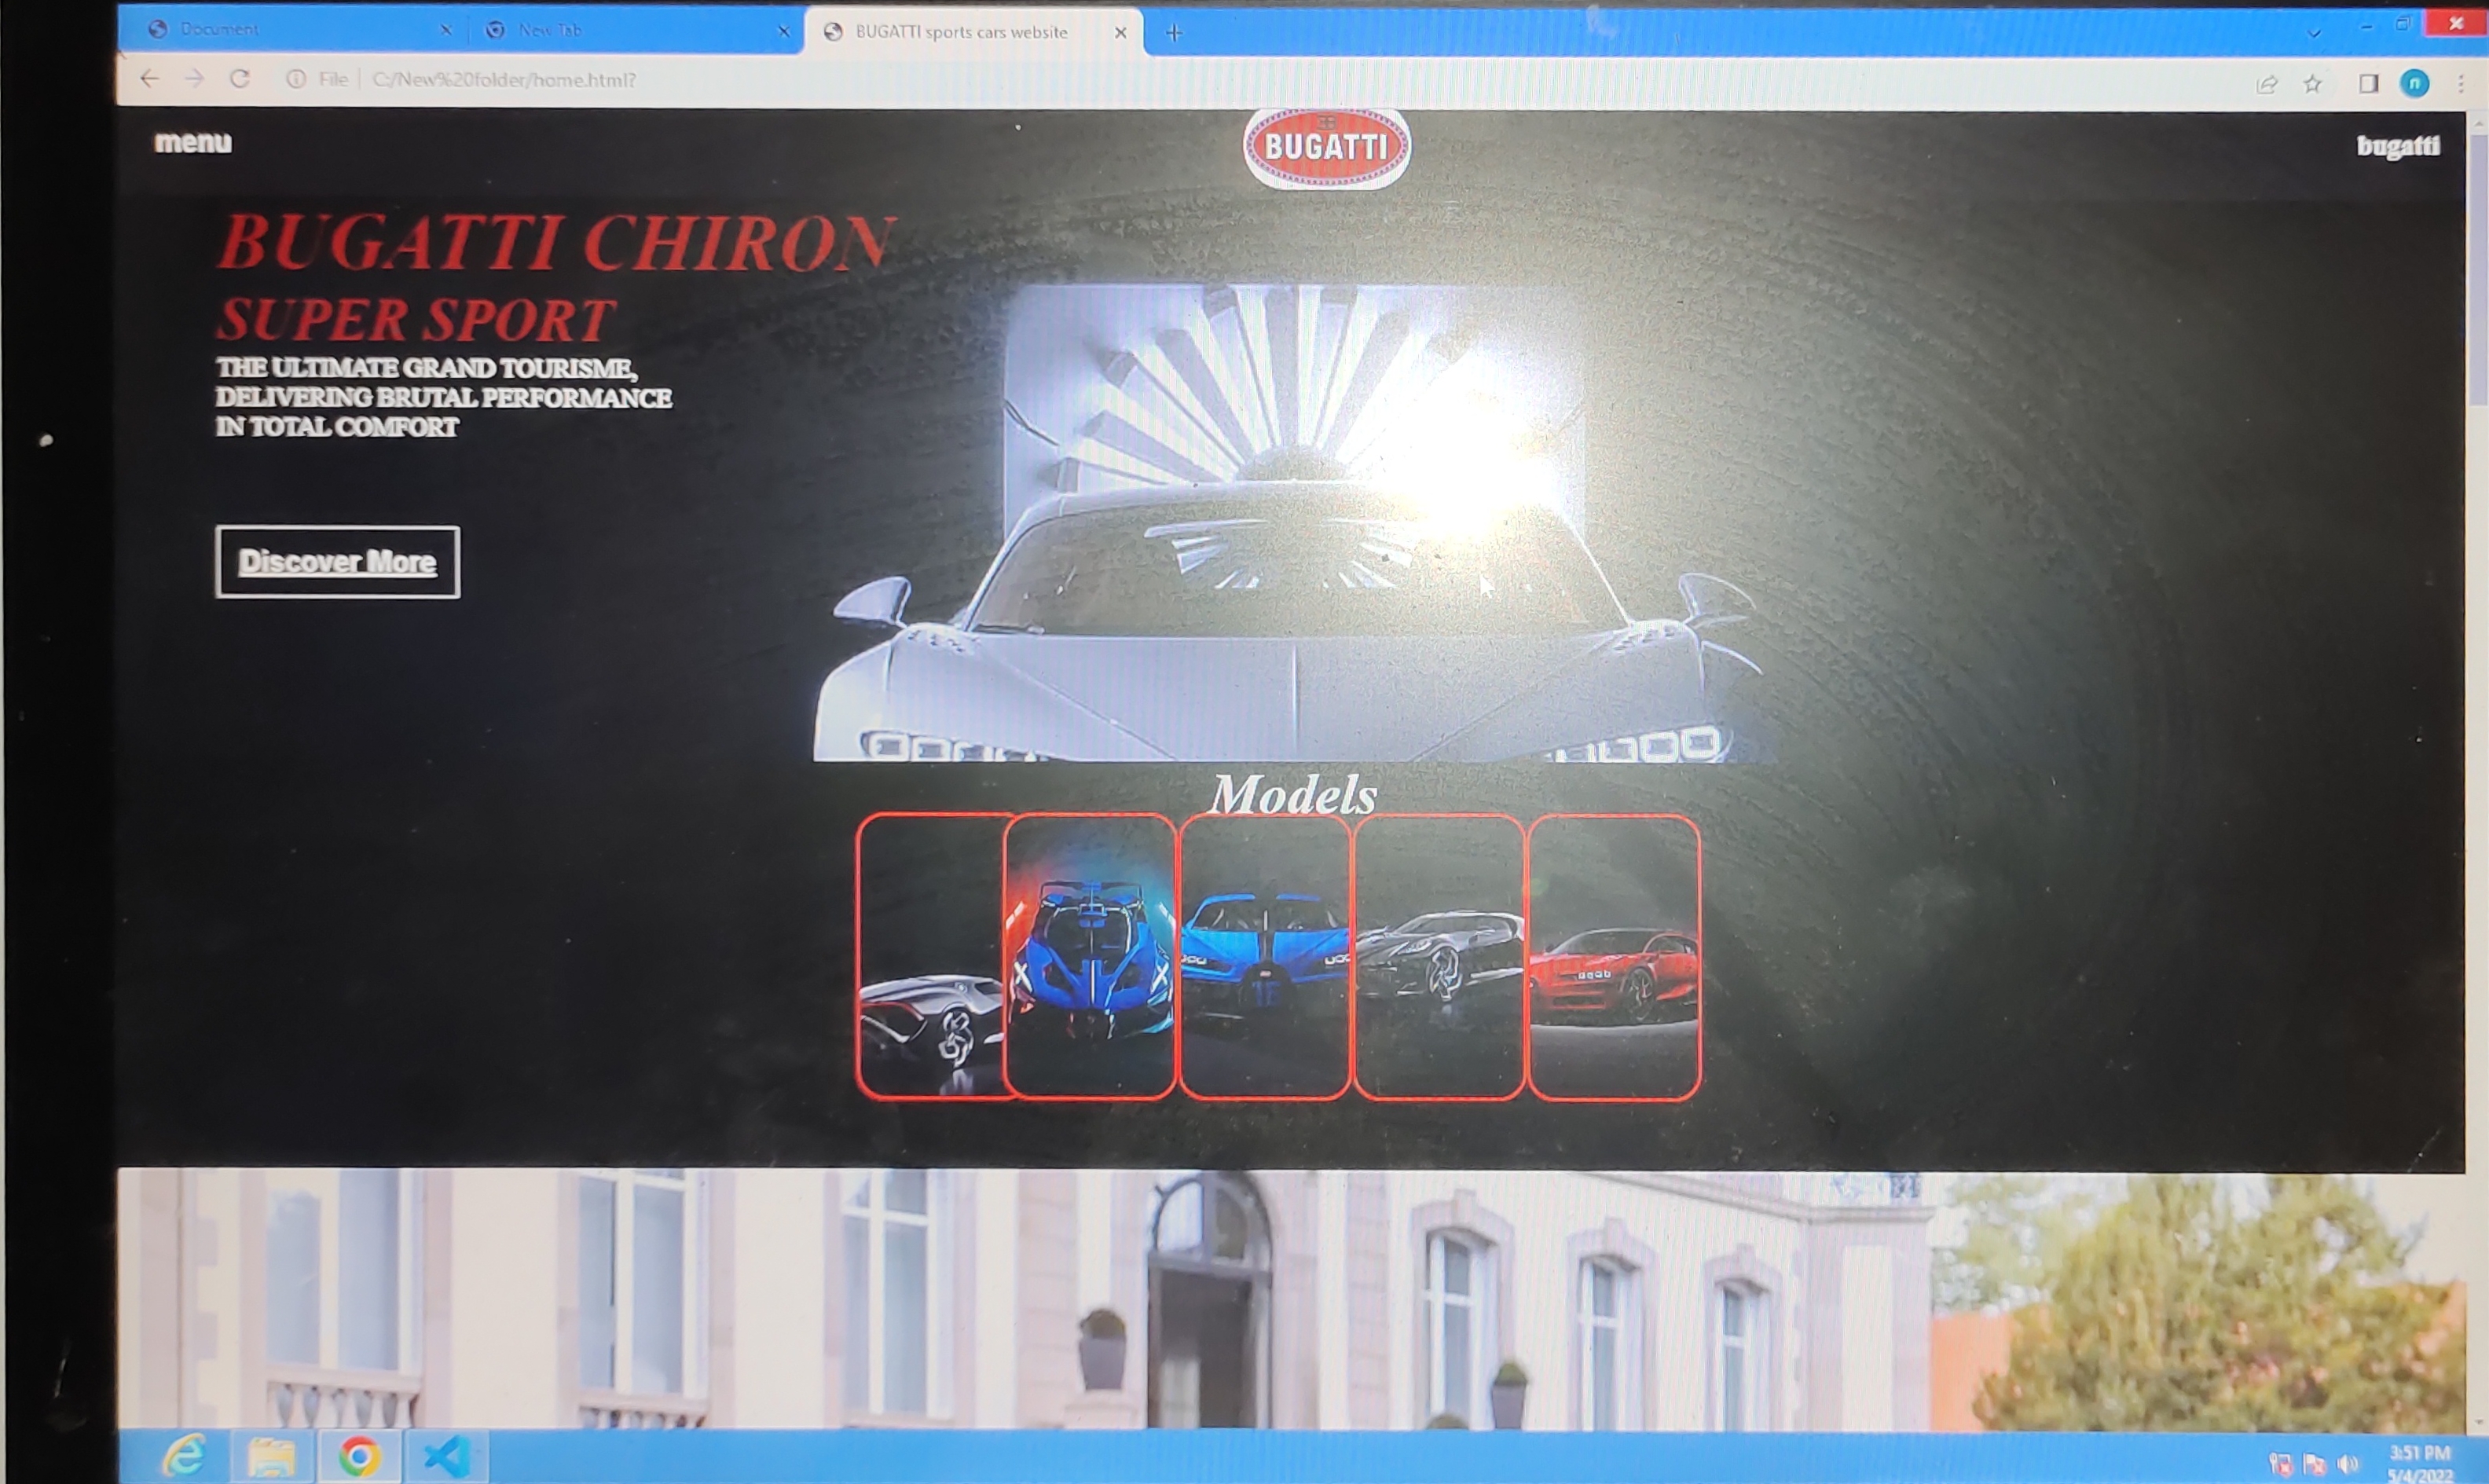 Document
New Tab
BUGATTI sports cars website
File
C:/New%20folder/home.html?
n
menu
BUGATTI
bugatti
BUGATTI CHIRON
SUPER SPORT
THE ULTIMATE GRAND TOURISME,
DELIVERING BRUTAL PERFORMANCE
IN TOTAL COMFORT
Discover More
Models
3:51 PM
5/4/2022